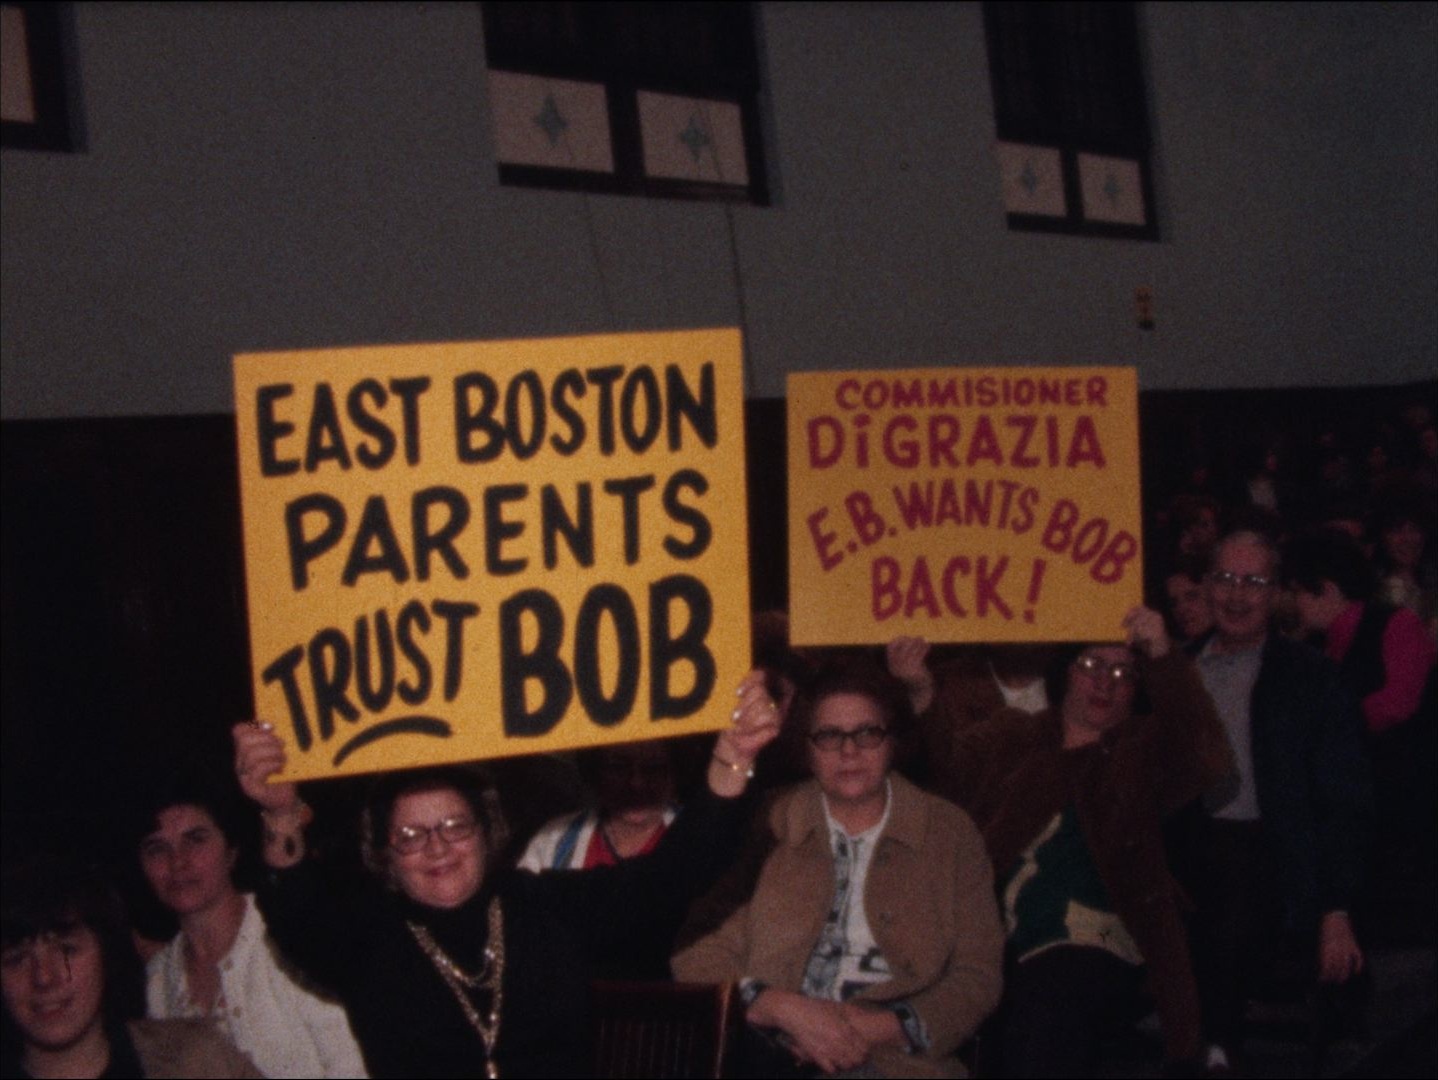 EAST BOSTON
PARENTS
TRUST BOB
COMMISIONER
DiGRAZIA
E.B. WANTS BOB
BACK!